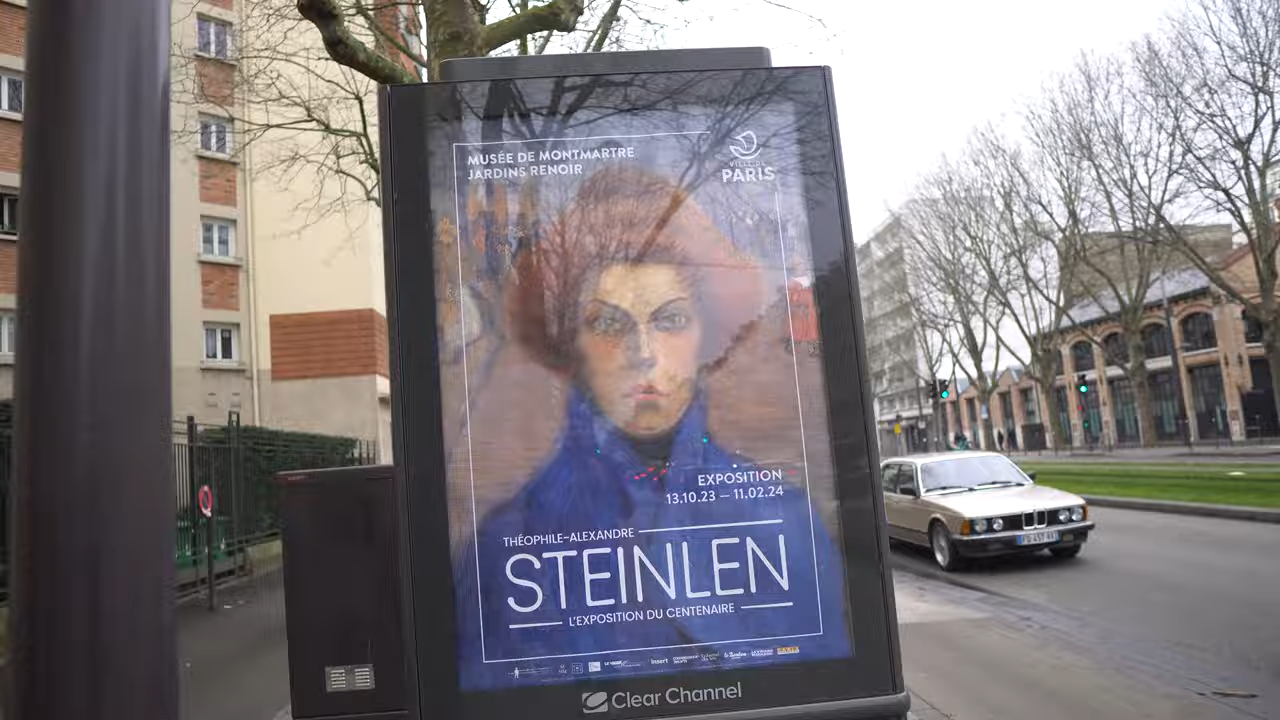 MUSÉE DE MONTMARTRE
JARDINS RENOIR
VILLE DE
PARIS
EXPOSITION
13.10.23 — 11.02.24
THÉOPHILE-ALEXANDRE
STEINLEN
L'EXPOSITION DU CENTENAIRE
insert
Clear Channel